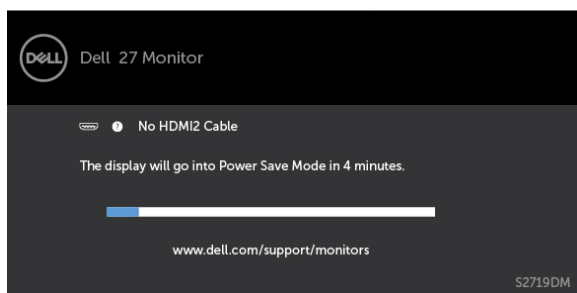 DELL
Dell 27 Monitor
? No HDMI2 Cable
The display will go into Power Save Mode in 4 minutes.
www.dell.com/support/monitors
S2719DM